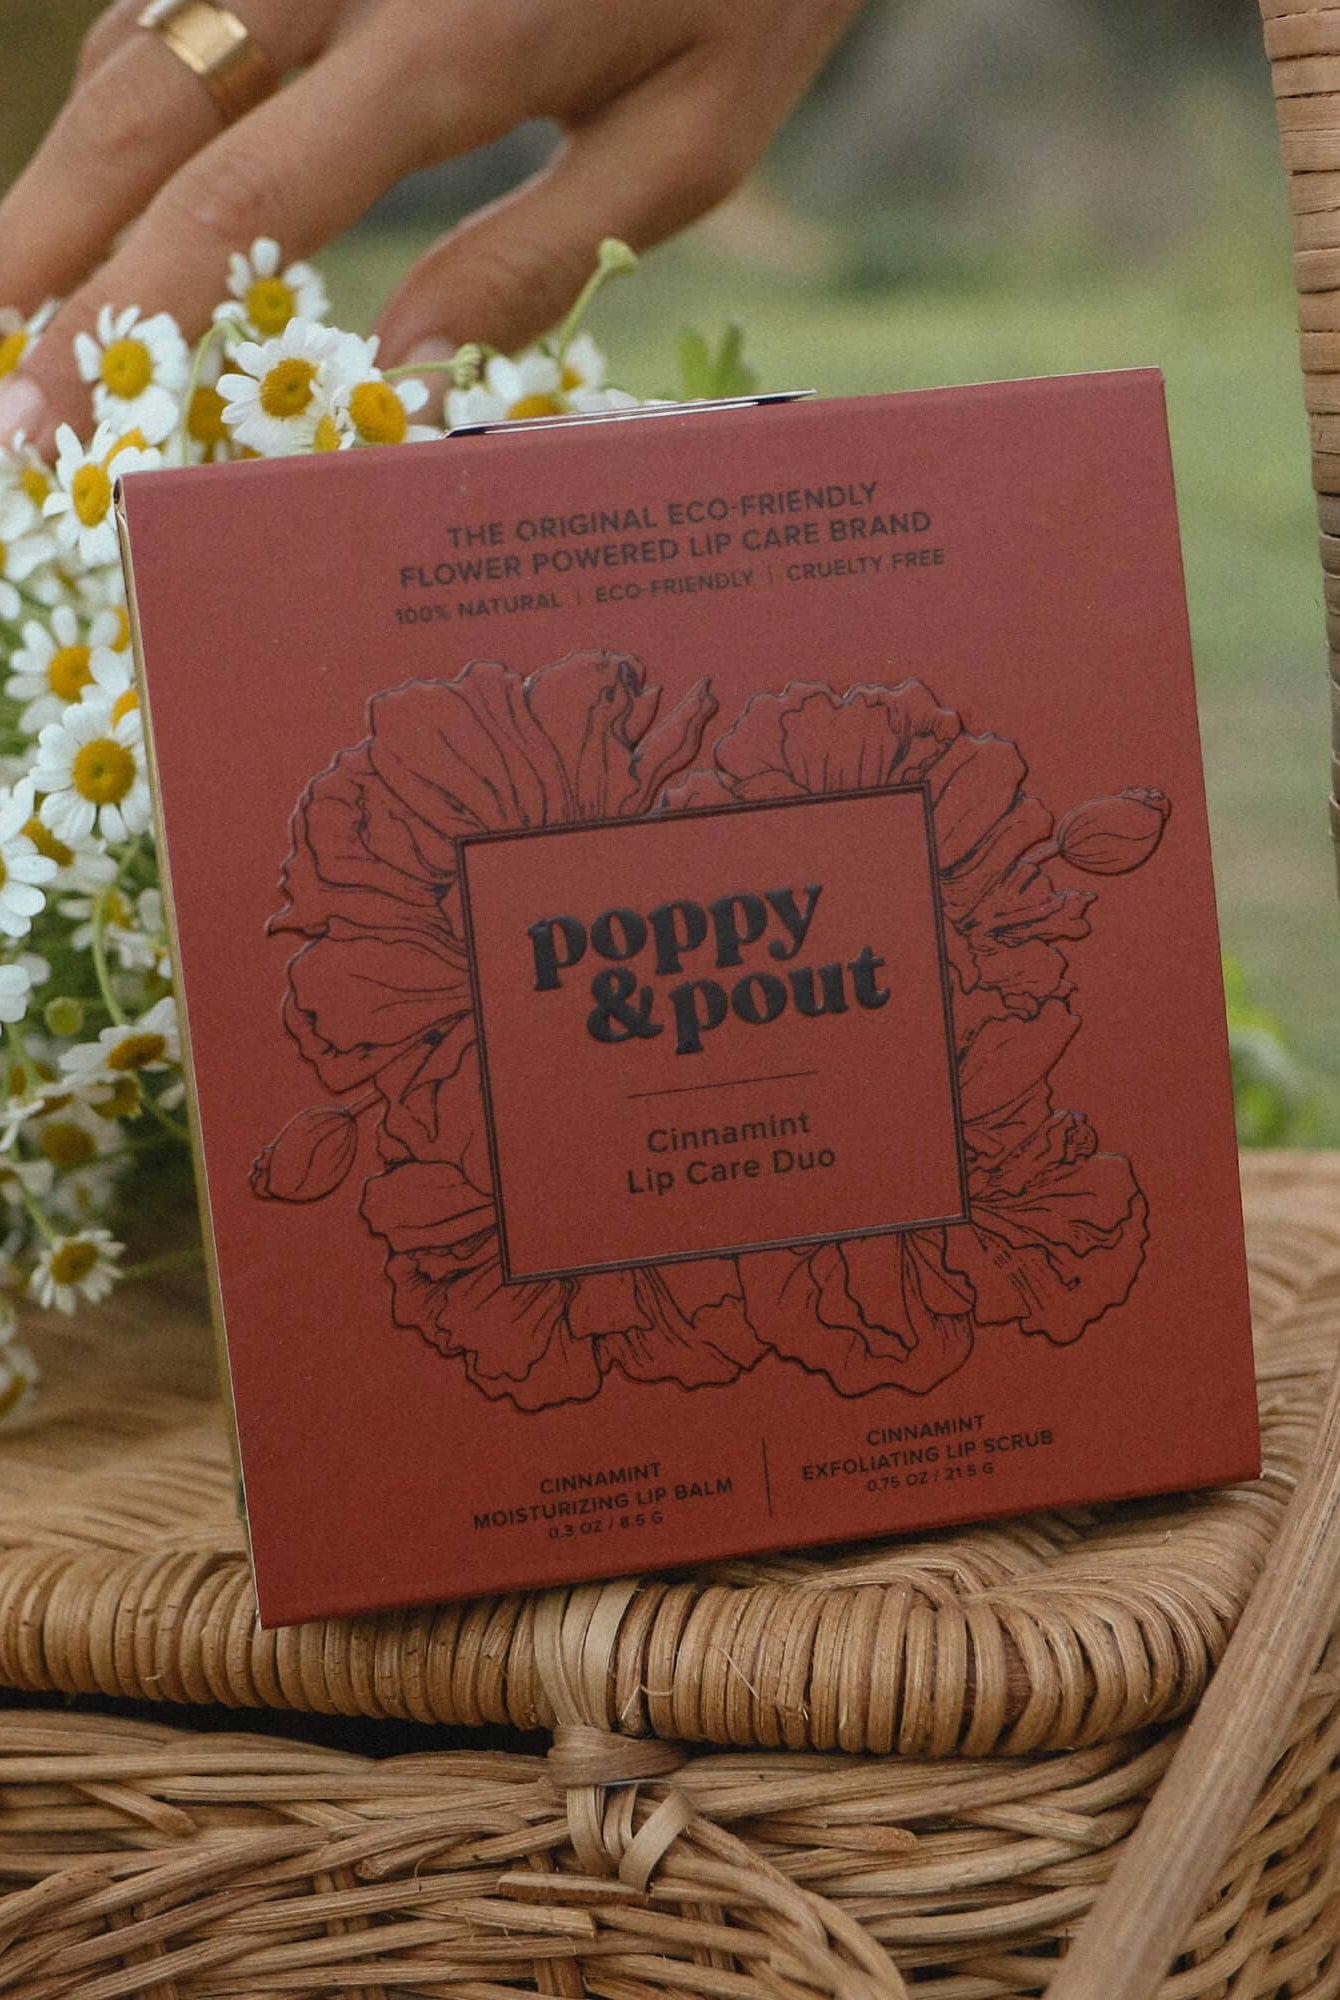 THE ORIGINAL ECO-FRIENDLY
FLOWER POWERED LIP CARE BRAND
100% NATURAL | ECO-FRIENDLY | CRUELTY FREE
poppy
&pout
Cinnamint
Lip Care Duo
CINNAMINT
MOISTURIZING LIP BALM
0.3 OZ / 8.5 G
CINNAMINT
EXFOLIATING LIP SCRUB
0.75 OZ / 21.5 G